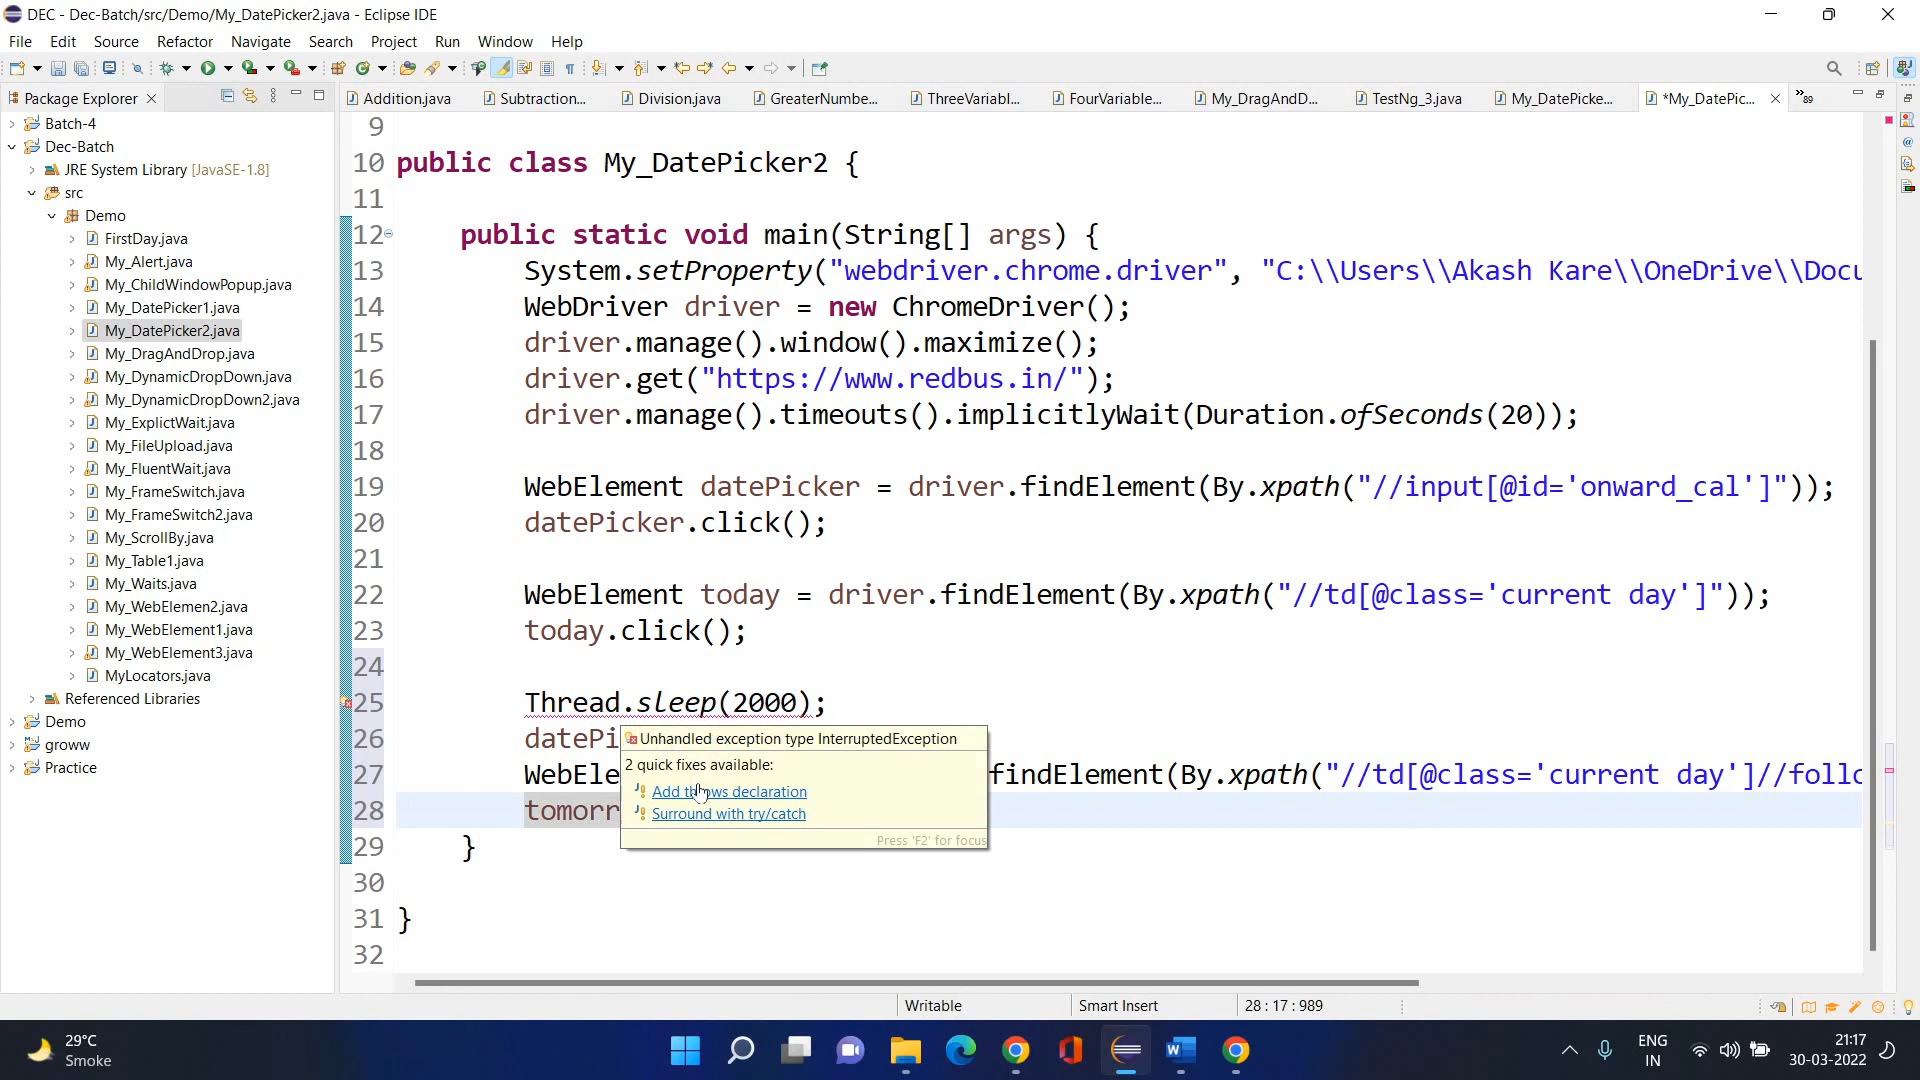 DEC - Dec-Batch/src/Demo/My_DatePicker2.java - Eclipse IDE
File Edit Source Refactor Navigate Search Project Run Window Help
Package Explorer
Addition.java Subtraction... Division.java GreaterNumbe... ThreeVariabl... FourVariable... My_DragAndD... TestNg_3.java My_DatePicke... *My_DatePic... »89
Batch-4
Dec-Batch
JRE System Library [JavaSE-1.8]
src
Demo
FirstDay.java
My_Alert.java
My_ChildWindowPopup.java
My_DatePicker1.java
My_DatePicker2.java
My_DragAndDrop.java
My_DynamicDropDown.java
My_DynamicDropDown2.java
My_ExplictWait.java
My_FileUpload.java
My_FluentWait.java
My_FrameSwitch.java
My_FrameSwitch2.java
My_ScrollBy.java
My_Table1.java
My_Waits.java
My_WebElemen2.java
My_WebElement1.java
My_WebElement3.java
MyLocators.java
Referenced Libraries
Demo
groww
Practice
9
10 public class My_DatePicker2 {
11
12 public static void main(String[] args) {
13 System.setProperty("webdriver.chrome.driver", "C:\\Users\\Akash Kare\\OneDrive\\Docu
14 WebDriver driver = new ChromeDriver();
15 driver.manage().window().maximize();
16 driver.get("https://www.redbus.in/");
17 driver.manage().timeouts().implicitlyWait(Duration.ofSeconds(20));
18
19 WebElement datePicker = driver.findElement(By.xpath("//input[@id='onward_cal']"));
20 datePicker.click();
21
22 WebElement today = driver.findElement(By.xpath("//td[@class='current day']"));
23 today.click();
24
25 Thread.sleep(2000);
26 datePi
27 WebEle findElement(By.xpath("//td[@class='current day']//follo
28 tomorr
29 }
30
31 }
32
Unhandled exception type InterruptedException
2 quick fixes available:
Add throws declaration
Surround with try/catch
Press 'F2' for focus
Writable Smart Insert 28 : 17 : 989
29°C
Smoke
ENG
IN
21:17
30-03-2022